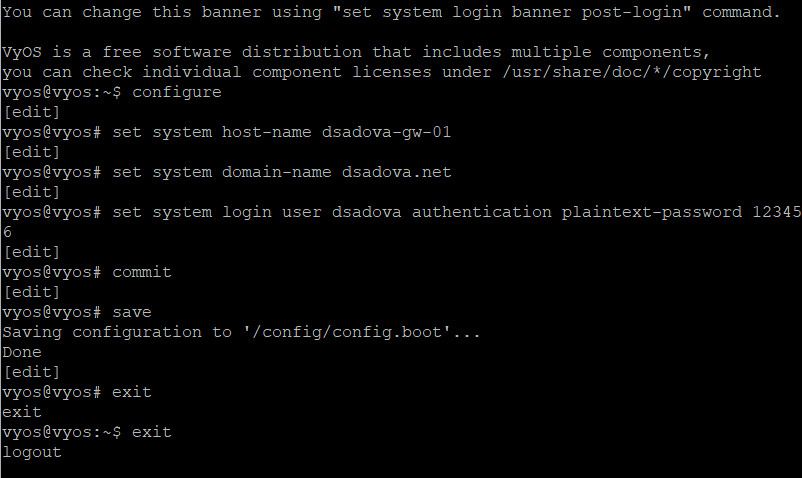 You can change this banner using "set system login banner post-login" command.
VyOS is a free software distribution that includes multiple components,
you can check individual component licenses under /usr/share/doc/*/copyright
vyos@vyos:~$ configure
[edit]
vyos@vyos# set system host-name dsadova-gw-01
[edit]
vyos@vyos# set system domain-name dsadova.net
[edit]
vyos@vyos# set system login user dsadova authentication plaintext-password 12345
6
[edit]
vyos@vyos# commit
[edit]
vyos@vyos# save
Saving configuration to '/config/config.boot'...
Done
[edit]
vyos@vyos# exit
exit
vyos@vyos:~$ exit
logout